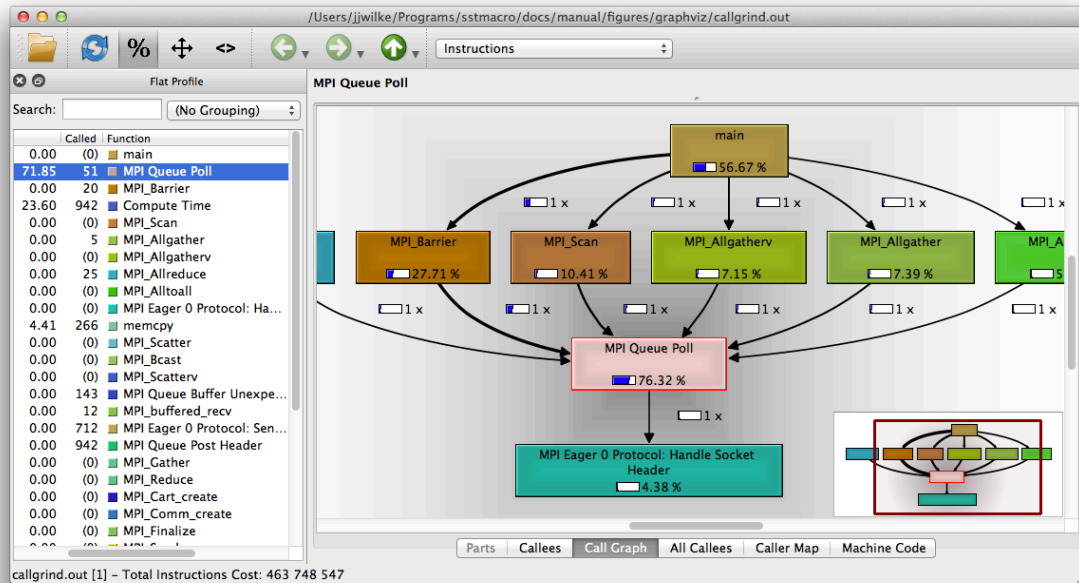 /Users/jjwilke/Programs/sstmacro/docs/manual/figures/graphviz/callgrind.out
% <> Instructions
Flat Profile
Search: (No Grouping)
Called Function
0.00 (0) main
71.85 51 MPI Queue Poll
0.00 20 MPI_Barrier
23.60 942 Compute Time
0.00 (0) MPI_Scan
0.00 5 MPI_Allgather
0.00 (0) MPI_Allgatherv
0.00 25 MPI_Allreduce
0.00 (0) MPI_Alltoall
0.00 (0) MPI Eager 0 Protocol: Ha...
4.41 266 memcpy
0.00 (0) MPI_Scatter
0.00 (0) MPI_Bcast
0.00 (0) MPI_Scatterv
0.00 143 MPI Queue Buffer Unexpe...
0.00 12 MPI_buffered_recv
0.00 712 MPI Eager 0 Protocol: Sen...
0.00 942 MPI Queue Post Header
0.00 (0) MPI_Gather
0.00 (0) MPI_Reduce
0.00 (0) MPI_Cart_create
0.00 (0) MPI_Comm_create
0.00 (0) MPI_Finalize
MPI Queue Poll
main
56.67 %
1 x 1 x 1 x 1 x 1 x
MPI_Barrier
27.71 %
MPI_Scan
10.41 %
MPI_Allgatherv
7.15 %
MPI_Allgather
7.39 %
MPI_A
5
1 x 1 x 1 x 1 x 1 x 1 x
MPI Queue Poll
76.32 %
1 x
MPI Eager 0 Protocol: Handle Socket
Header
4.38 %
Parts Callees Call Graph All Callees Caller Map Machine Code
callgrind.out [1] - Total Instructions Cost: 463 748 547